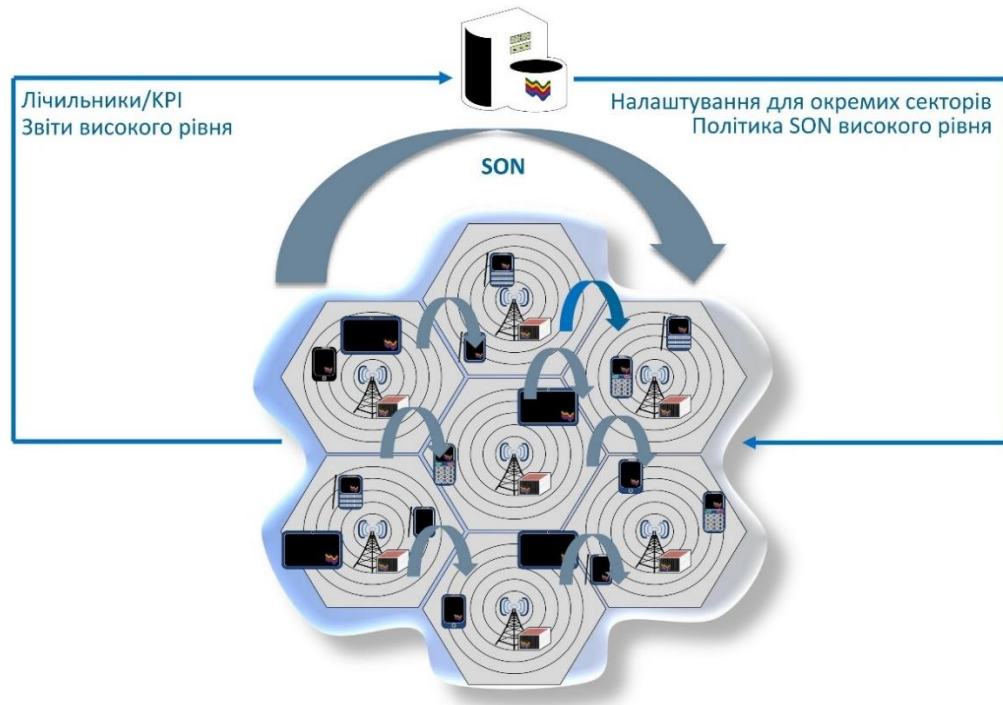 Лічильники/KPI
Звіти високого рівня
Налаштування для окремих секторів
Політика SON високого рівня
SON